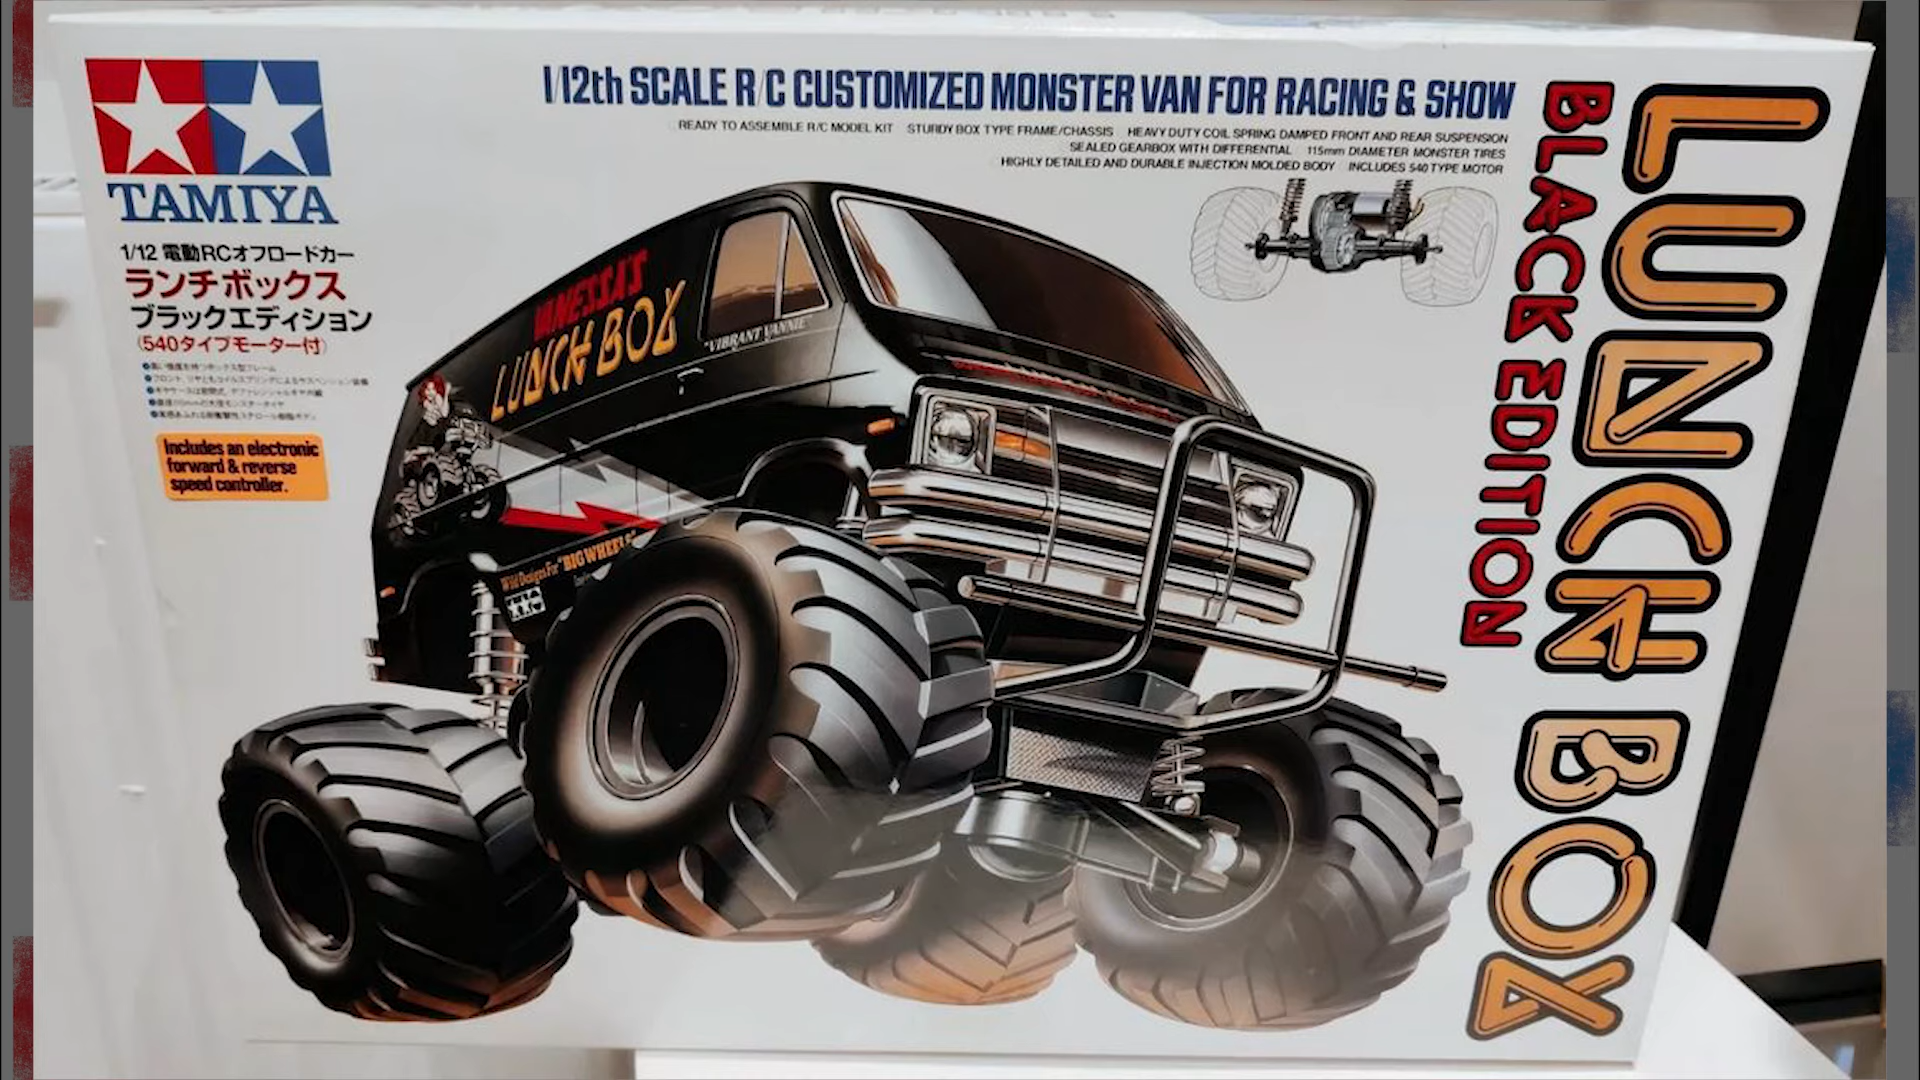 TAMIYA
1/12 電動RCオフロードカー
ランチボックス
ブラックエディション
(540タイプモーター付)
Includes an electronic
forward & reverse
speed controller.
1/12th SCALE R/C CUSTOMIZED MONSTER VAN FOR RACING & SHOW
READY TO ASSEMBLE R/C MODEL KIT STURDY BOX TYPE FRAME/CHASSIS HEAVY DUTY COIL SPRING DAMPED FRONT AND REAR SUSPENSION
SEALED GEARBOX WITH DIFFERENTIAL 115mm DIAMETER MONSTER TIRES
HIGHLY DETAILED AND DURABLE INJECTION MOLDED BODY INCLUDES 540 TYPE MOTOR
VANESSA'S
LUNCH BOX
"VIBRANT VANNIE"
Wild Designs For "BIG WHEELS"
LUNCH BOX
BLACK EDITION